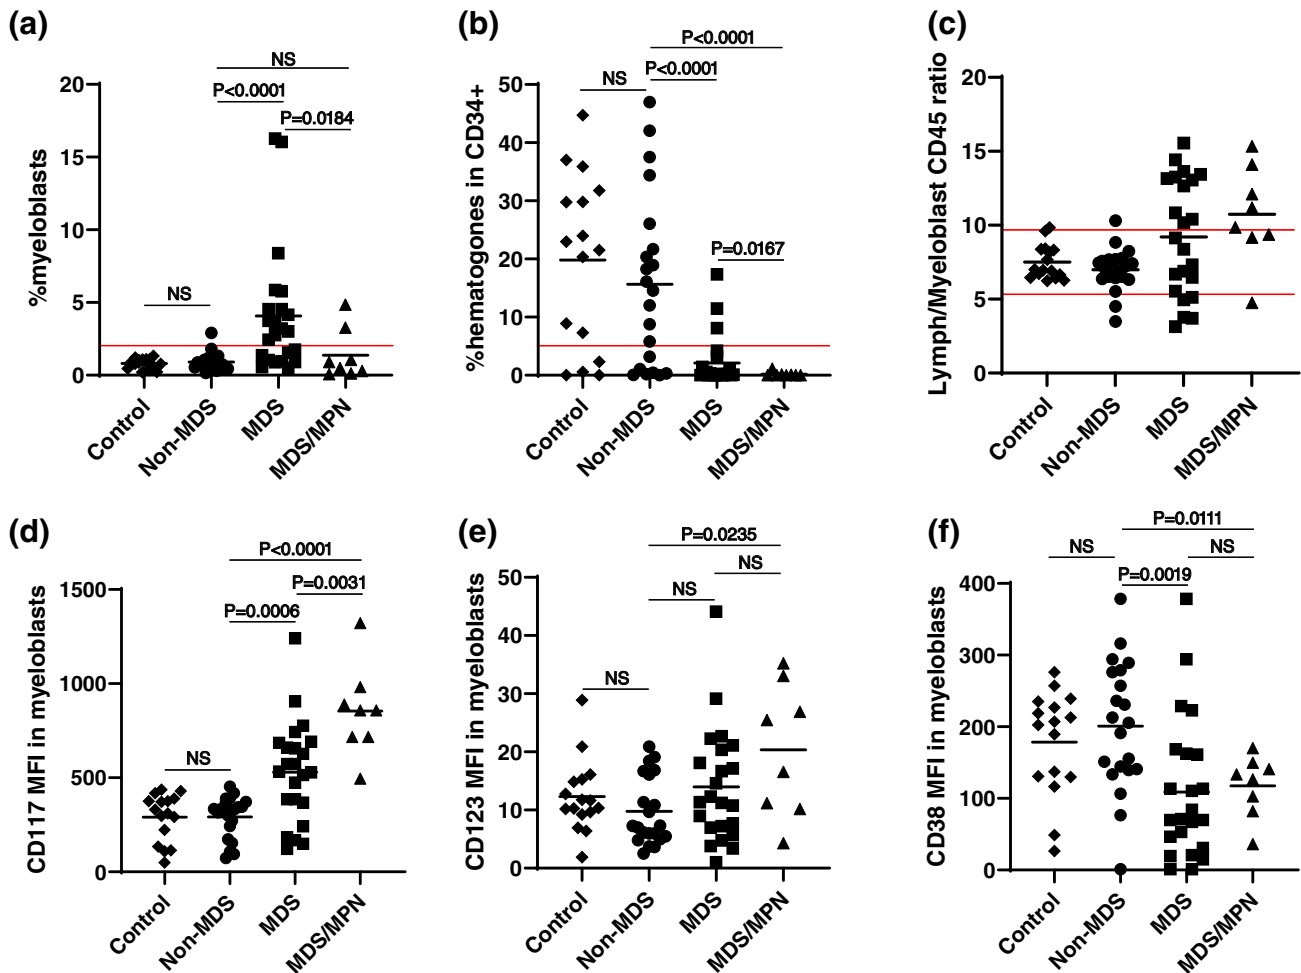 (a)
NS
P<0.0001
P=0.0184
NS
%myeloblasts
20
15
10
5
0
Control
Non-MDS
MDS
MDS/MPN
(b)
P<0.0001
P<0.0001
NS
P=0.0167
%hematogones in CD34+
50
40
30
20
10
0
Control
Non-MDS
MDS
MDS/MPN
(c)
Lymph/Myeloblast CD45 ratio
20
15
10
5
0
Control
Non-MDS
MDS
MDS/MPN
(d)
P<0.0001
P=0.0031
P=0.0006
NS
CD117 MFI in myeloblasts
1500
1000
500
0
Control
Non-MDS
MDS
MDS/MPN
(e)
P=0.0235
NS
NS
NS
CD123 MFI in myeloblasts
50
40
30
20
10
0
Control
Non-MDS
MDS
MDS/MPN
(f)
P=0.0111
NS
NS
P=0.0019
CD38 MFI in myeloblasts
400
300
200
100
0
Control
Non-MDS
MDS
MDS/MPN